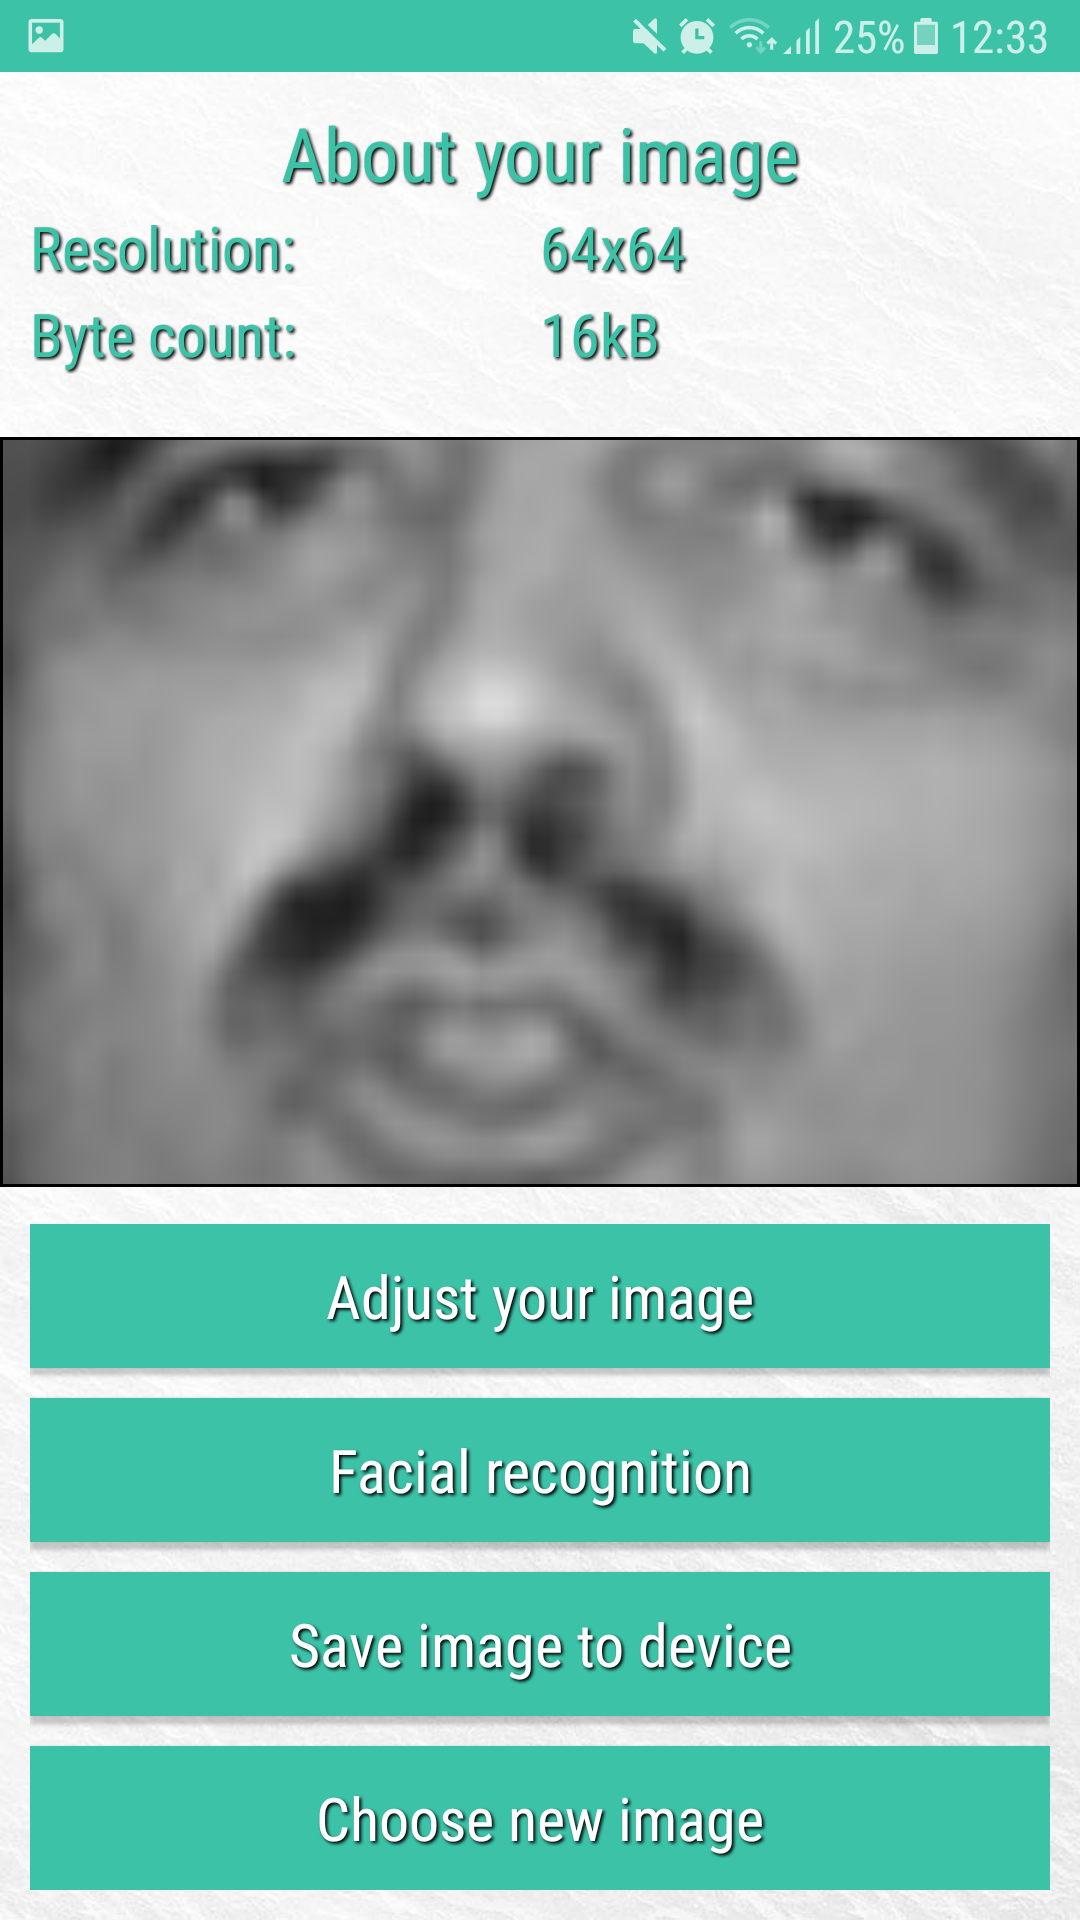 25% 12:33
About your image
Resolution: 64x64
Byte count: 16kB
Adjust your image
Facial recognition
Save image to device
Choose new image